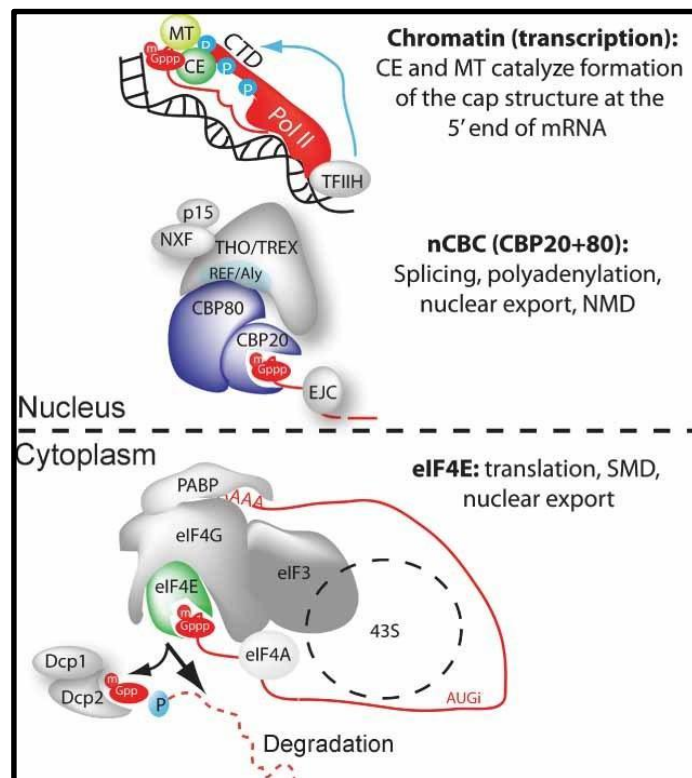 MT
m
Gppp
CE
P
CTD
P
P
Pol II
TFIIH
Chromatin (transcription):
CE and MT catalyze formation
of the cap structure at the
5' end of mRNA
p15
NXF
THO/TREX
REF/Aly
CBP80
CBP20
m
Gppp
EJC
nCBC (CBP20+80):
Splicing, polyadenylation,
nuclear export, NMD
Nucleus
Cytoplasm
eIF4E: translation, SMD,
nuclear export
PABP
AAA
eIF4G
eIF3
eIF4E
m
Gppp
43S
eIF4A
Dcp1
Dcp2
m
Gpp
P
AUGi
Degradation